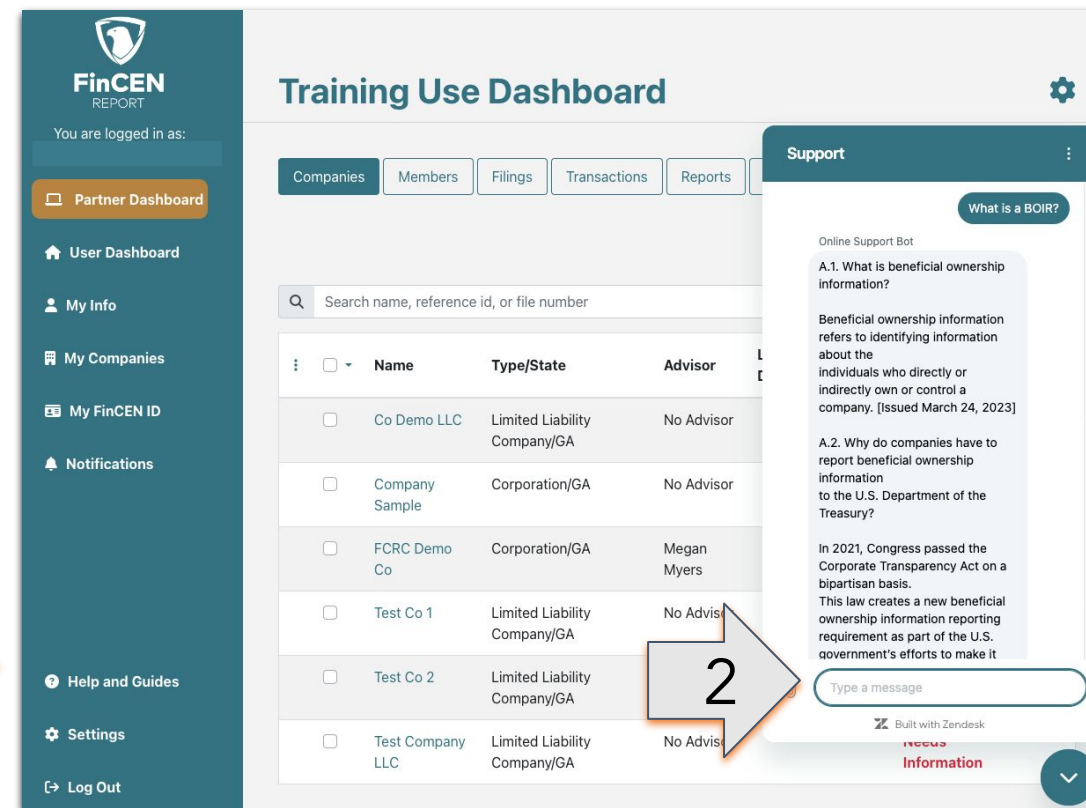 FinCEN
REPORT
You are logged in as:
Partner Dashboard
User Dashboard
My Info
My Companies
My FinCEN ID
Notifications
Help and Guides
Settings
Log Out
Training Use Dashboard
Companies
Members
Filings
Transactions
Reports
Search name, reference id, or file number
Name
Type/State
Advisor
Co Demo LLC
Limited Liability
Company/GA
No Advisor
Company
Sample
Corporation/GA
No Advisor
FCRC Demo
Co
Corporation/GA
Megan
Myers
Test Co 1
Limited Liability
Company/GA
No Advisor
Test Co 2
Limited Liability
Company/GA
Test Company
LLC
Limited Liability
Company/GA
No
Needs
Information
2
Support
What is a BOIR?
Online Support Bot
A.1. What is beneficial ownership
information?
Beneficial ownership information
refers to identifying information
about the
individuals who directly or
indirectly own or control a
company. [Issued March 24, 2023]
A.2. Why do companies have to
report beneficial ownership
information
to the U.S. Department of the
Treasury?
In 2021, Congress passed the
Corporate Transparency Act on a
bipartisan basis.
This law creates a new beneficial
ownership information reporting
requirement as part of the U.S.
government's efforts to make it
Type a message
Built with Zendesk